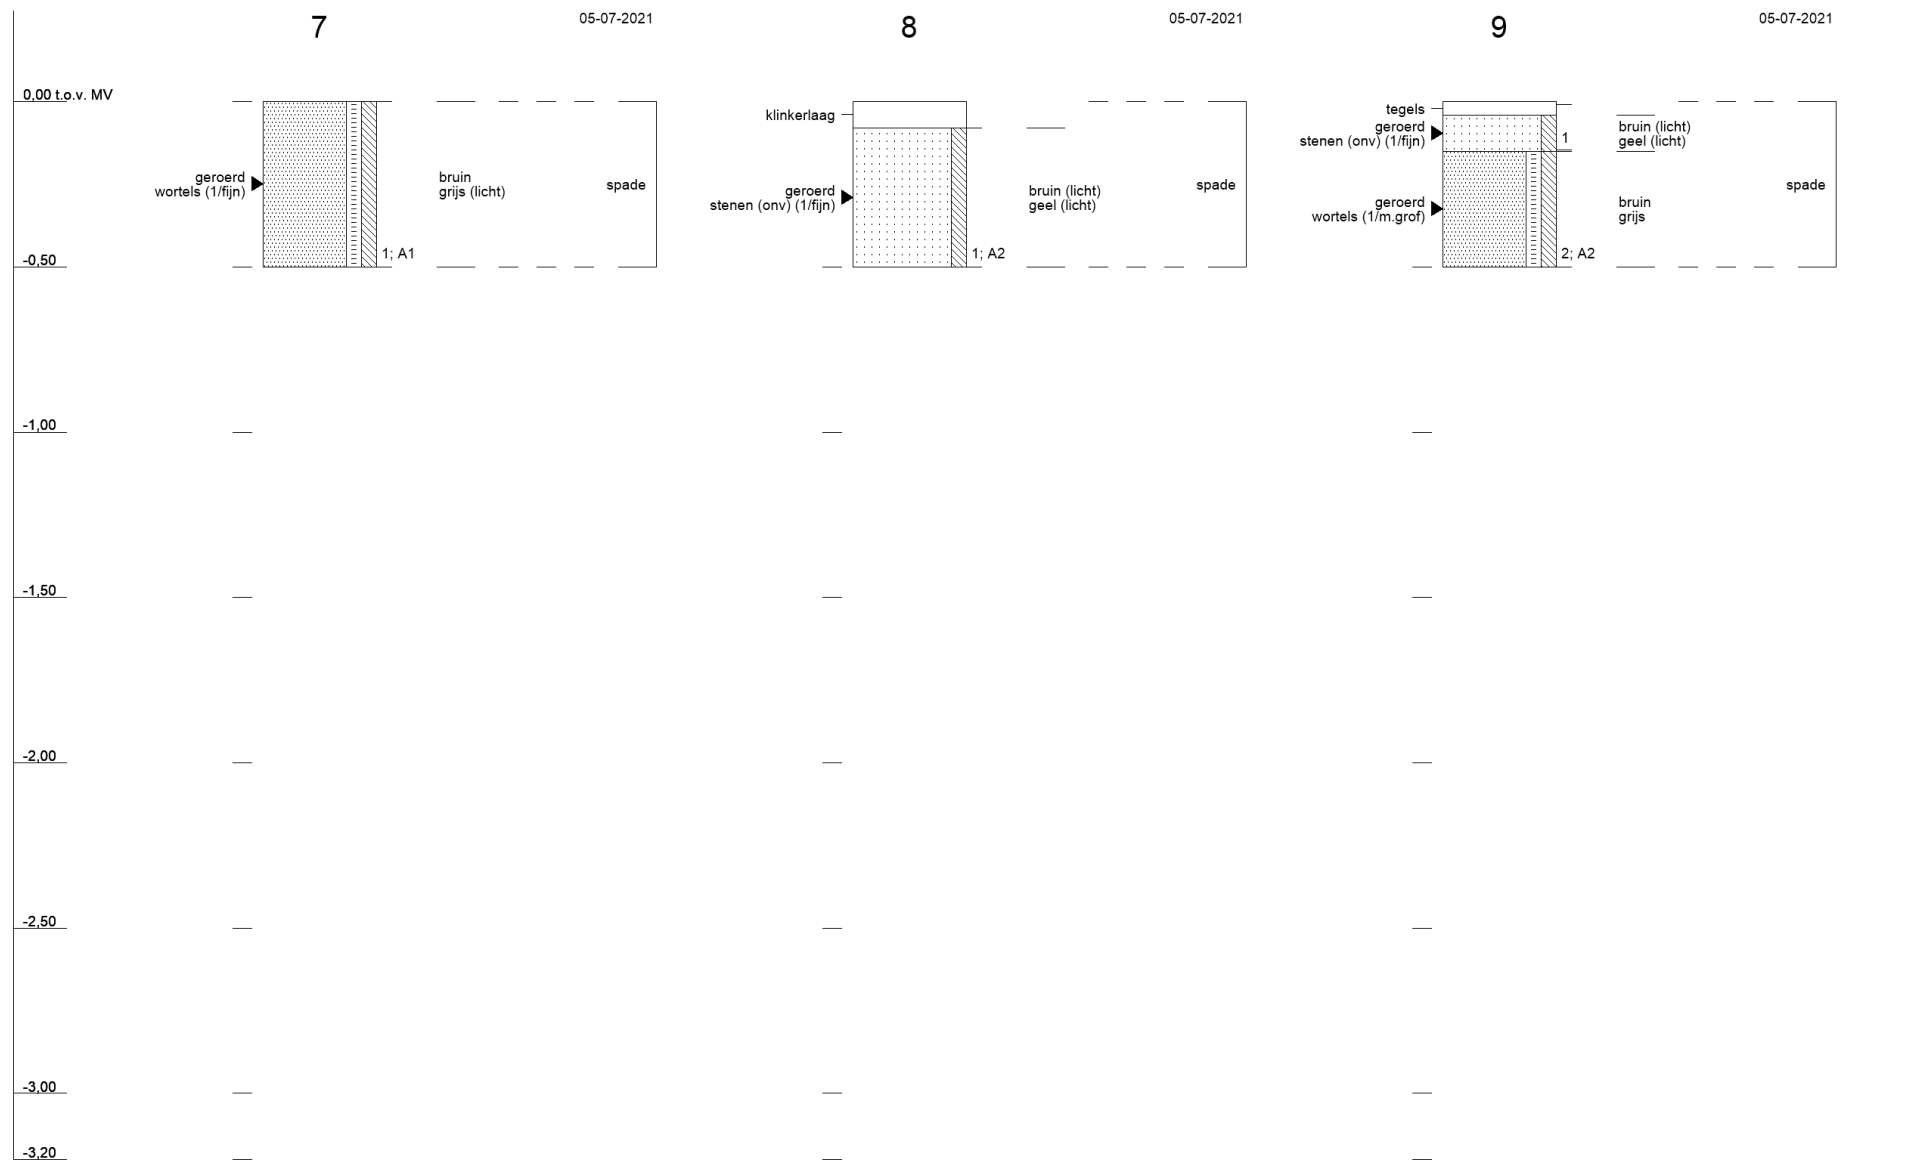 7
05-07-2021
8
05-07-2021
9
05-07-2021
0,00 t.o.v. MV
-0,50
-1,00
-1,50
-2,00
-2,50
-3,00
-3,20
geroerd
wortels (1/fijn)
1; A1
bruin
grijs (licht)
spade
klinkerlaag
geroerd
stenen (onv) (1/fijn)
1; A2
bruin (licht)
geel (licht)
spade
tegels
geroerd
stenen (onv) (1/fijn)
1
bruin (licht)
geel (licht)
geroerd
wortels (1/m.grof)
2; A2
bruin
grijs
spade